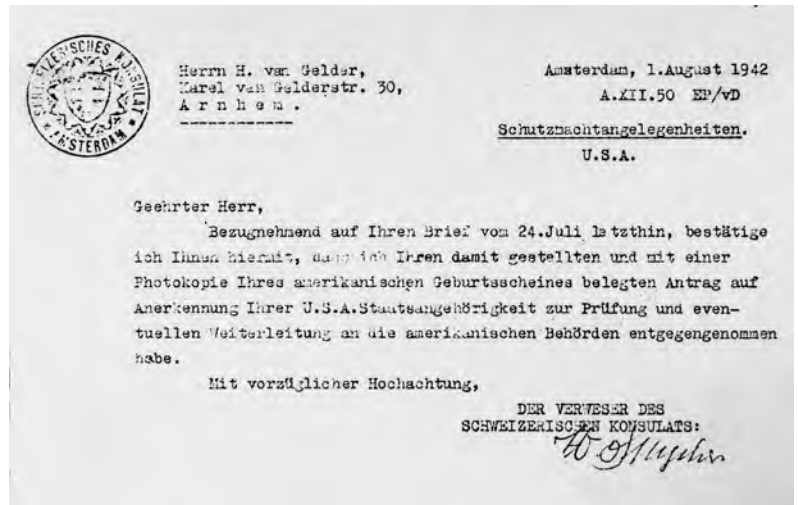 SCHWEIZERISCHES KONSULAT
* AMSTERDAM *
Herrn H. van Gelder,
Karel van Gelderstr. 30,
Arnhem.
Amsterdam, 1.August 1942
A.XII.50 EP/vD
Schutzmachtangelegenheiten.
U.S.A.
Geehrter Herr,
Bezugnehmend auf Ihren Brief vom 24.Juli letzthin, bestätige
ich Ihnen hiermit, dass ich Ihren damit gestellten und mit einer
Photokopie Ihres amerikanischen Geburtsscheines belegten Antrag auf
Anerkennung Ihrer U.S.A.Staatsangehörigkeit zur Prüfung und even-
tuellen Weiterleitung an die amerikanischen Behörden entgegengenommen
habe.
Mit vorzüglicher Hochachtung,
DER VERWESER DES
SCHWEIZERISCHEN KONSULATS: